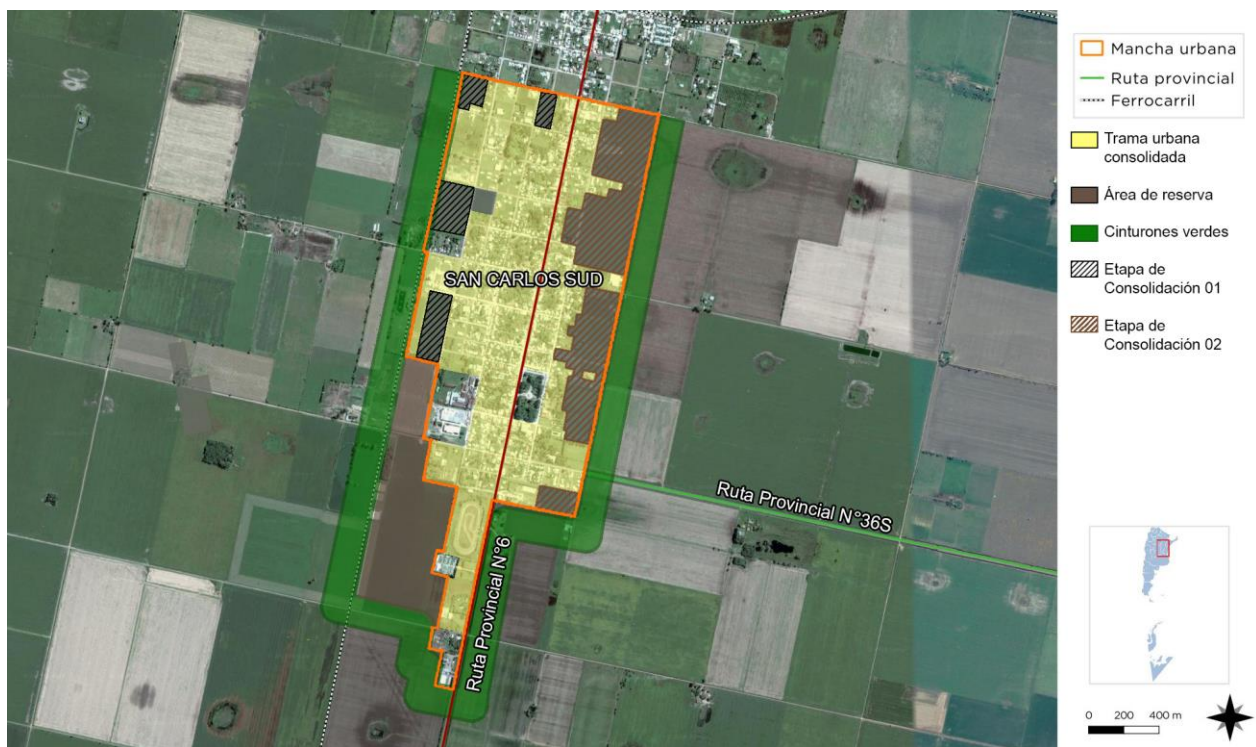 SAN CARLOS SUD
Ruta Provincial N°36S
Ruta Provincial N°6
Mancha urbana
Ruta provincial
Ferrocarril
Trama urbana
consolidada
Área de reserva
Cinturones verdes
Etapa de
Consolidación 01
Etapa de
Consolidación 02
0 200 400 m